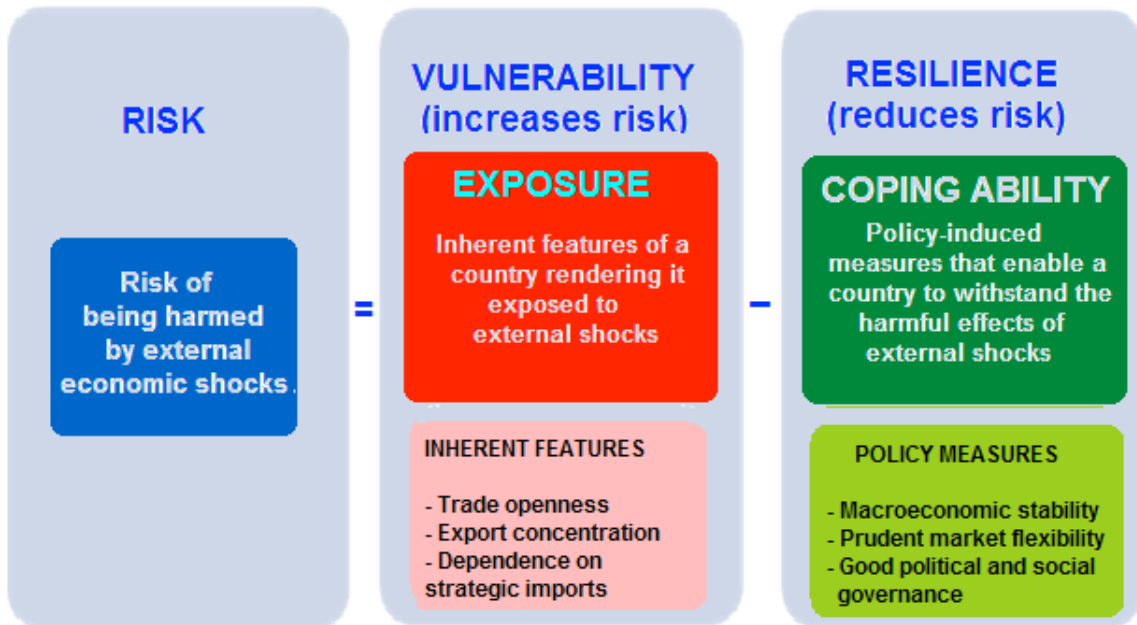 RISK
Risk of
being harmed
by external
economic shocks.
=
VULNERABILITY
(increases risk)
EXPOSURE
Inherent features of a
country rendering it
exposed to
external shocks
INHERENT FEATURES
- Trade openness
- Export concentration
- Dependence on
strategic imports
–
RESILIENCE
(reduces risk)
COPING ABILITY
Policy-induced
measures that enable a
country to withstand the
harmful effects of
external shocks
POLICY MEASURES
- Macroeconomic stability
- Prudent market flexibility
- Good political and social
governance